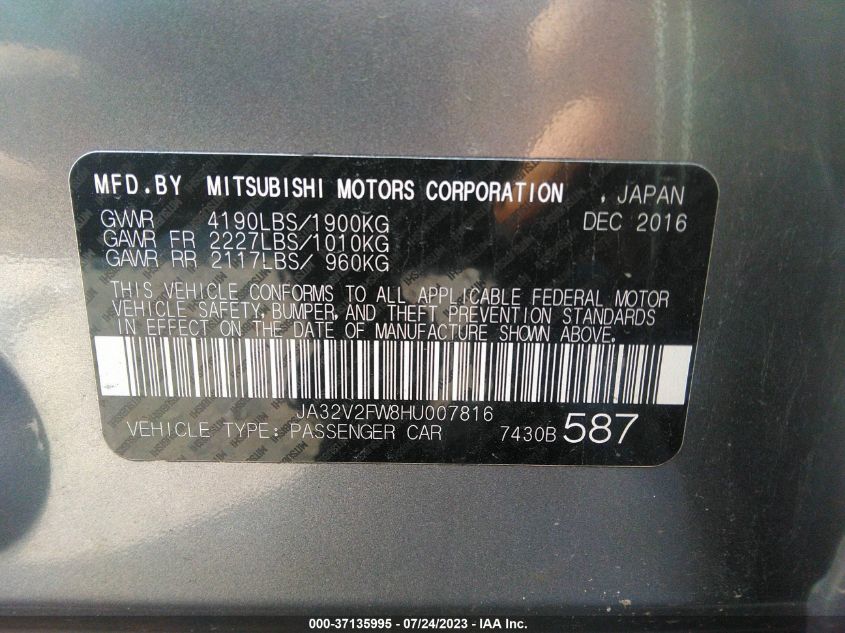 MFD.BY MITSUBISHI MOTORS CORPORATION , JAPAN
GVWR 4190LBS/1900KG DEC 2016
GAWR FR 2227LBS/1010KG
GAWR RR 2117LBS/ 960KG
THIS VEHICLE CONFORMS TO ALL APPLICABLE FEDERAL MOTOR
VEHICLE SAFETY, BUMPER, AND THEFT PREVENTION STANDARDS
IN EFFECT ON THE DATE OF MANUFACTURE SHOWN ABOVE.
JA32V2FW8HU007816
VEHICLE TYPE: PASSENGER CAR 7430B 587
000-37135995 - 07/24/2023 - IAA Inc.